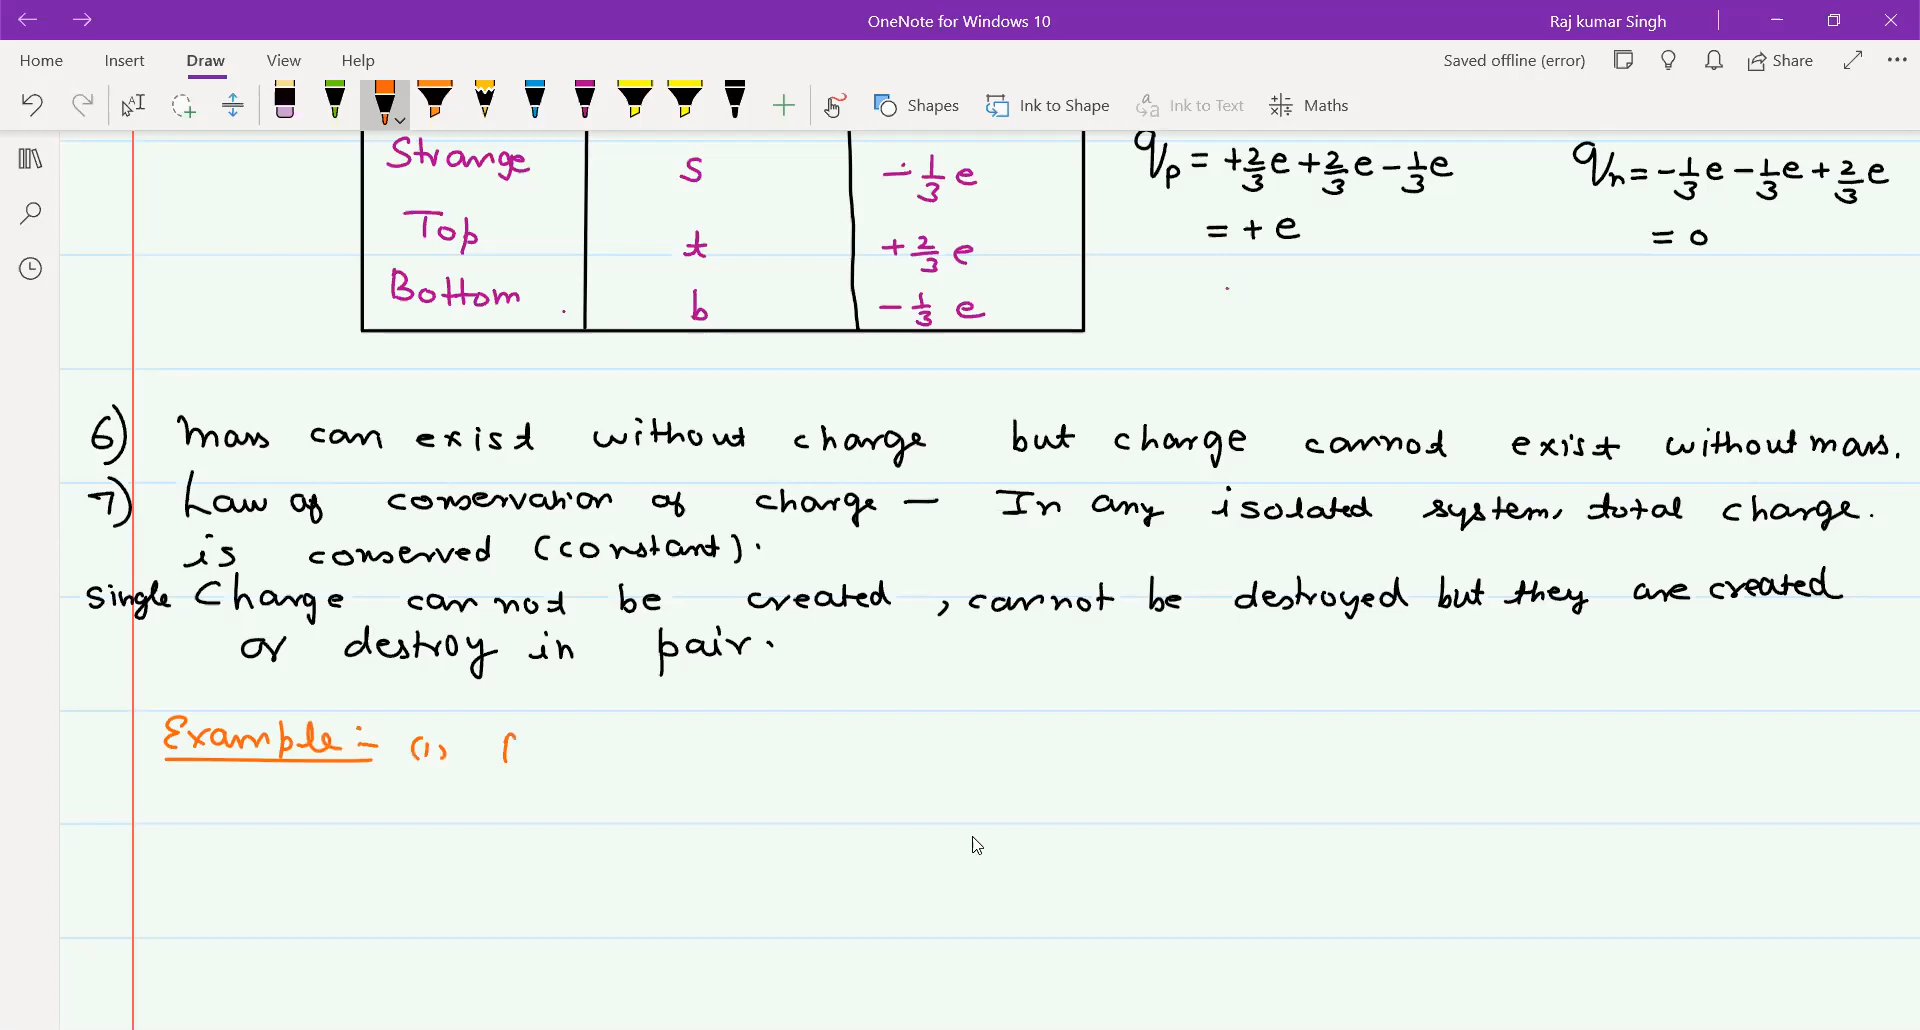 OneNote for Windows 10
Raj kumar Singh
Home Insert Draw View Help
Saved offline (error) Share
Shapes Ink to Shape Ink to Text Maths
Strange s -1/3 e
Top t +2/3 e
Bottom b -1/3 e
qp = +2/3 e + 2/3 e - 1/3 e
= + e
qn = -1/3 e - 1/3 e + 2/3 e
= 0
6) Mass can exist without charge but charge cannot exist without mass.
7) Law of conservation of charge — In any isolated system, total charge.
is conserved (constant).
single Charge cannot be created, cannot be destroyed but they are created
or destroy in pair.
Example :- (1)